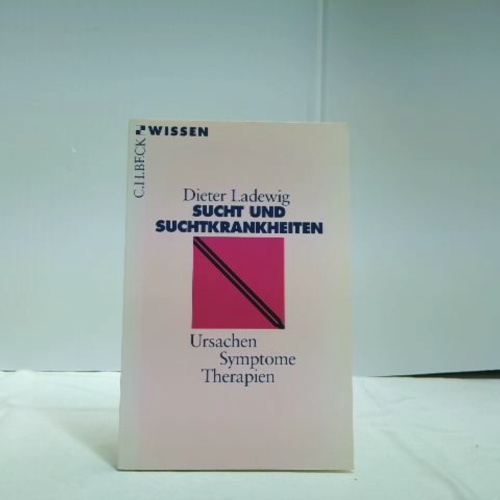 C.H.BECK
WISSEN
Dieter Ladewig
SUCHT UND
SUCHTKRANKHEITEN
Ursachen
Symptome
Therapien